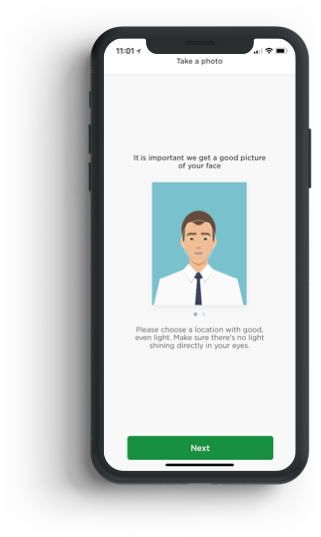 11:01
Take a photo
It is important we get a good picture
of your face
Please choose a location with good,
even light. Make sure there's no light
shining directly in your eyes.
Next